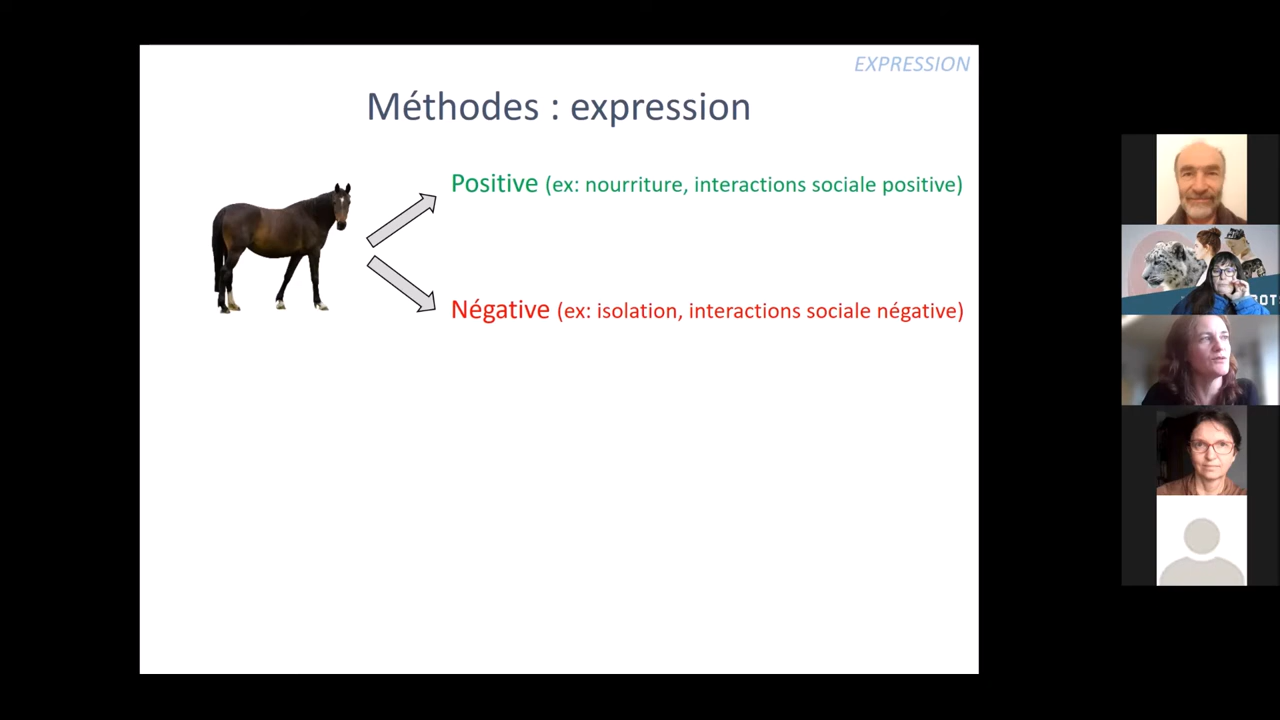 EXPRESSION
Méthodes : expression
Positive (ex: nourriture, interactions sociale positive)
Négative (ex: isolation, interactions sociale négative)